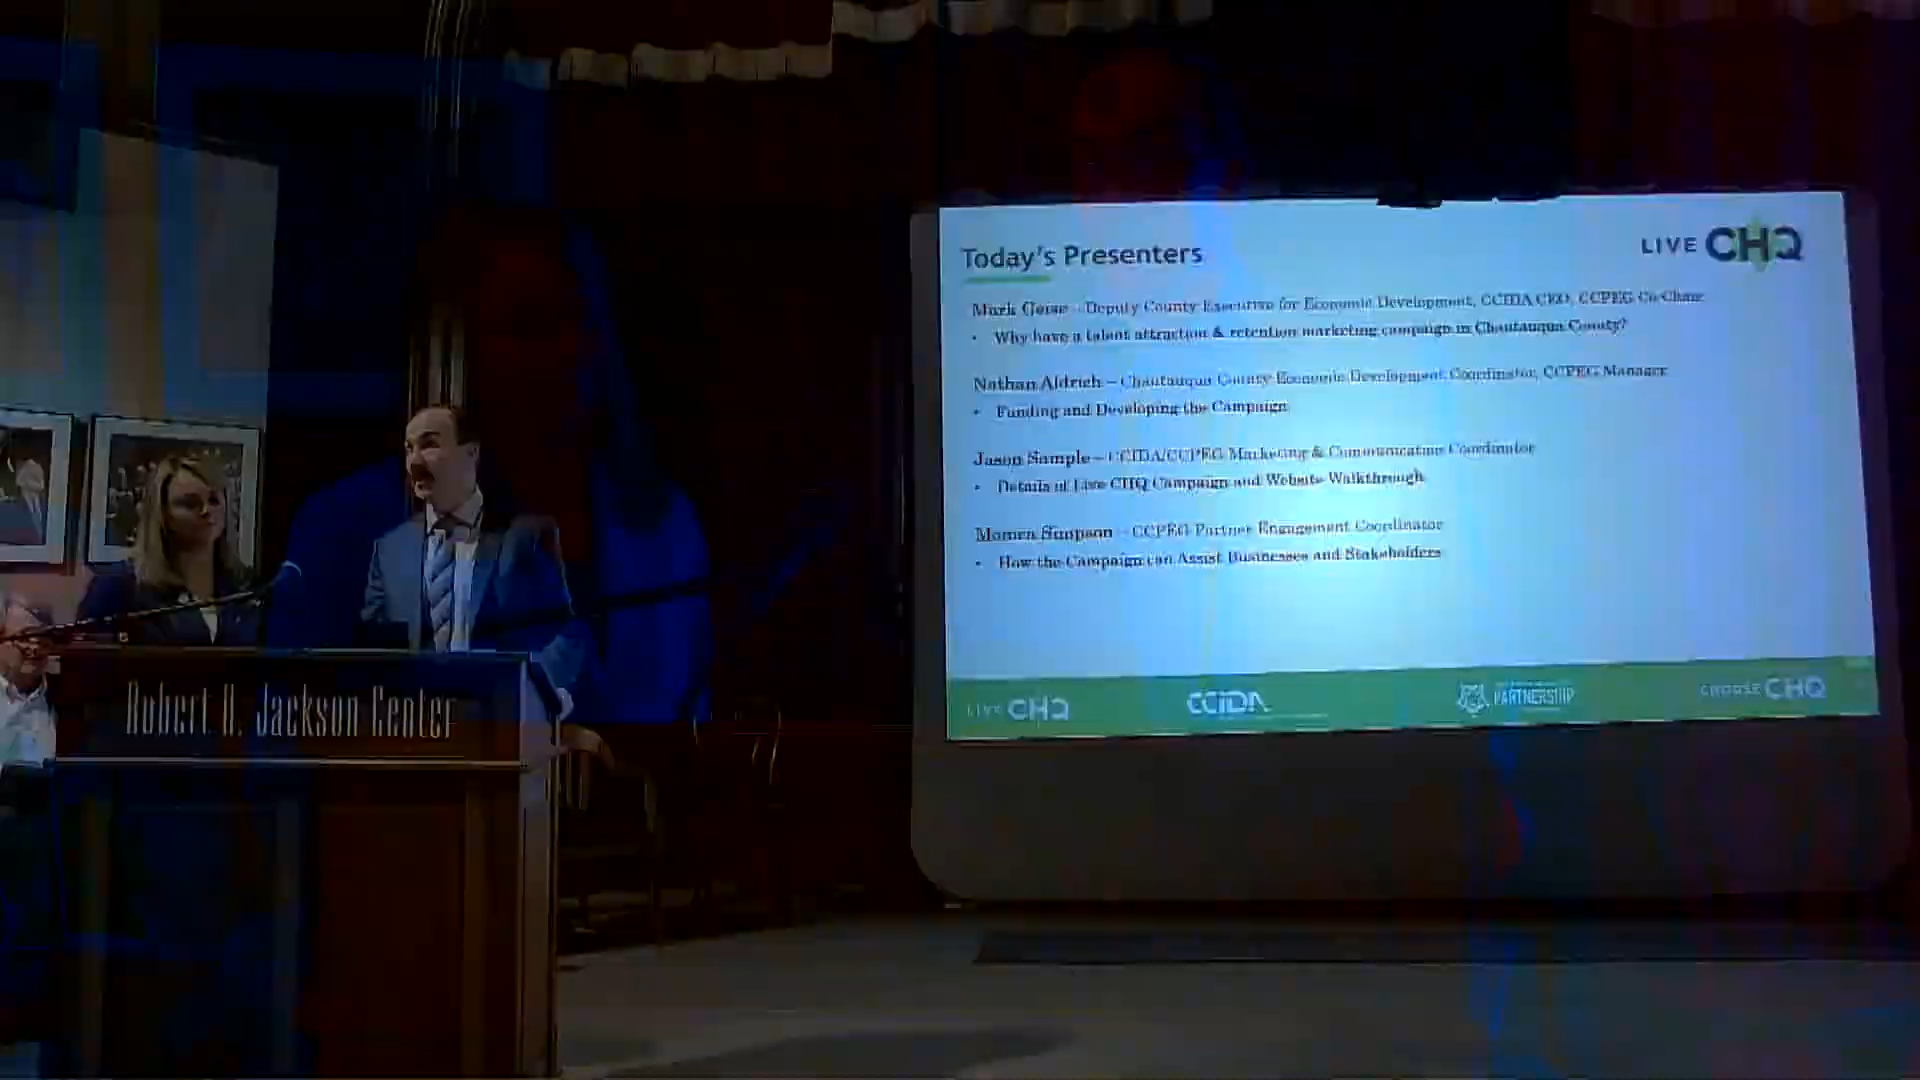 Today's Presenters
LIVE CHQ
Mark Geise – Deputy County Executive for Economic Development, CCIDA CEO, CCPEG Co-Chair
• Why have a talent attraction & retention marketing campaign in Chautauqua County?
Nathan Aldrich – Chautauqua County Economic Development Coordinator, CCPEG Manager
• Funding and Developing the Campaign
Jason Sample – CCIDA/CCPEG Marketing & Communications Coordinator
• Details of Live CHQ Campaign and Website Walkthrough
Simpson – CCPEG Partner Engagement Coordinator
• How the Campaign can Assist Businesses and Stakeholders
LIVE CHQ
CCIDA
PARTNERSHIP
CHOOSE CHQ
Robert H. Jackson Center